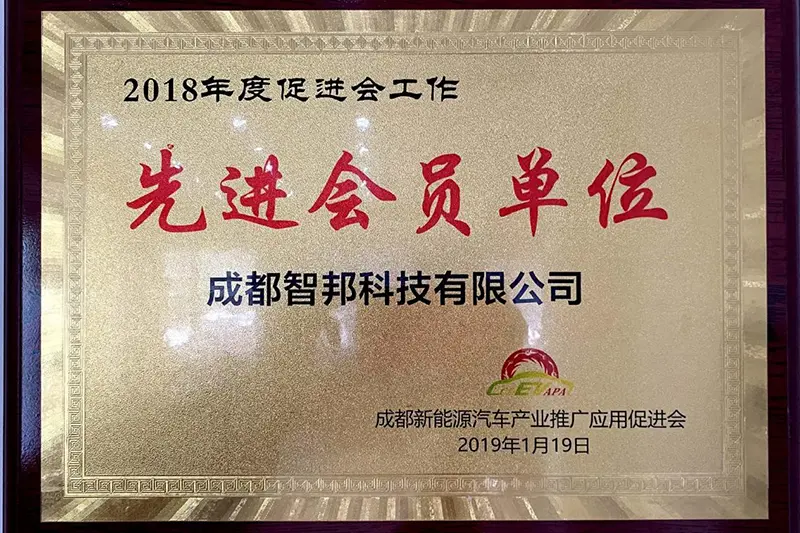 2018年度促进会工作
先进会员单位
成都智邦科技有限公司
成都新能源汽车产业推广应用促进会
2019年1月19日